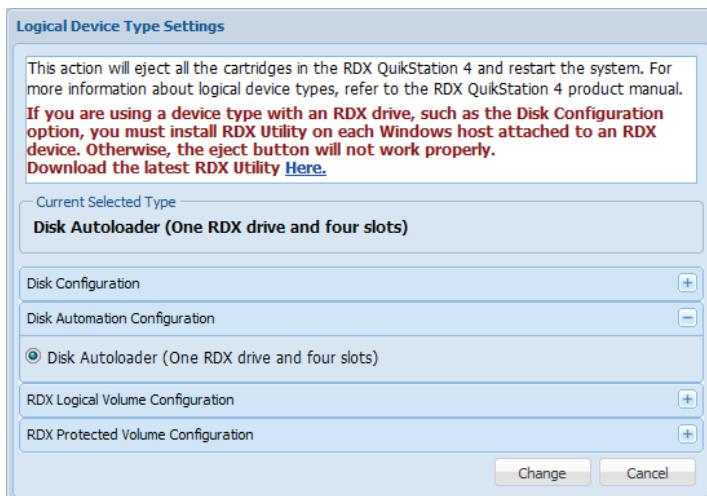 Logical Device Type Settings
This action will eject all the cartridges in the RDX QuikStation 4 and restart the system. For
more information about logical device types, refer to the RDX QuikStation 4 product manual.
If you are using a device type with an RDX drive, such as the Disk Configuration
option, you must install RDX Utility on each Windows host attached to an RDX
device. Otherwise, the eject button will not work properly.
Download the latest RDX Utility Here.
Current Selected Type
Disk Autoloader (One RDX drive and four slots)
Disk Configuration
Disk Automation Configuration
Disk Autoloader (One RDX drive and four slots)
RDX Logical Volume Configuration
RDX Protected Volume Configuration
Change Cancel